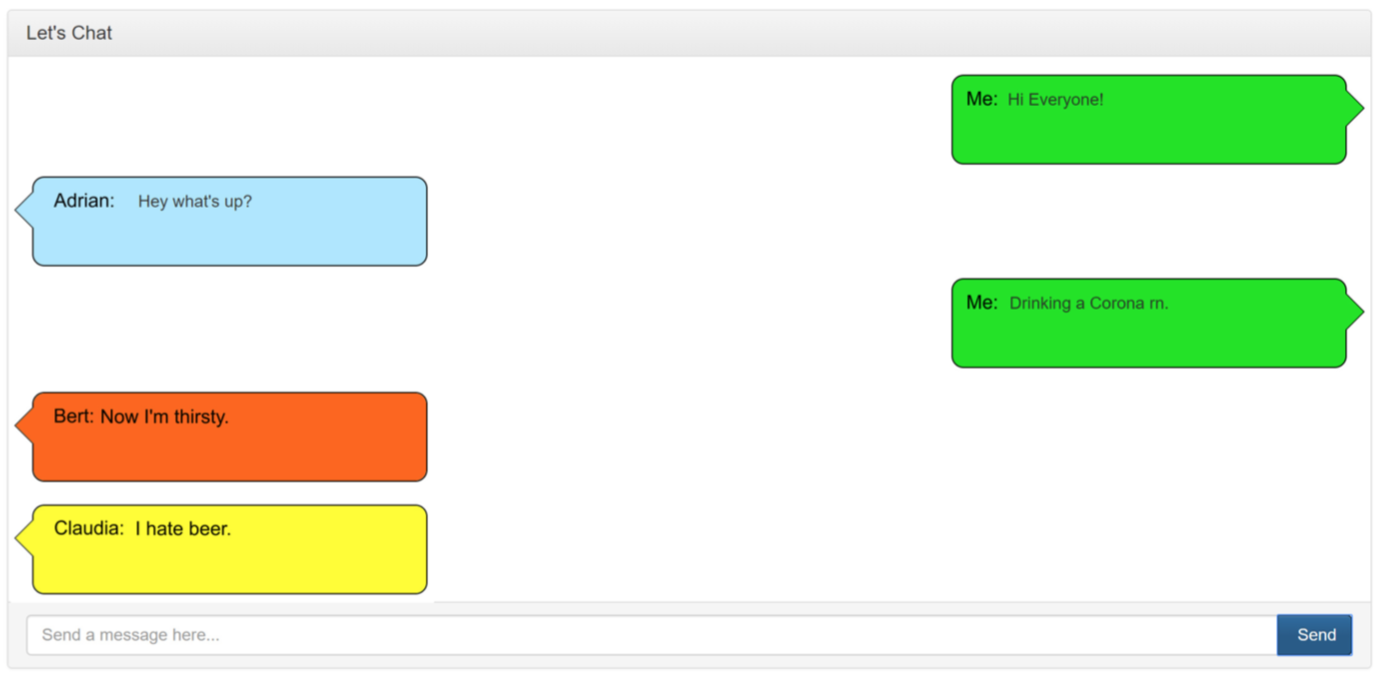 Let's Chat
Me: Hi Everyone!
Adrian: Hey what's up?
Me: Drinking a Corona rn.
Bert: Now I'm thirsty.
Claudia: I hate beer.
Send a message here...
Send